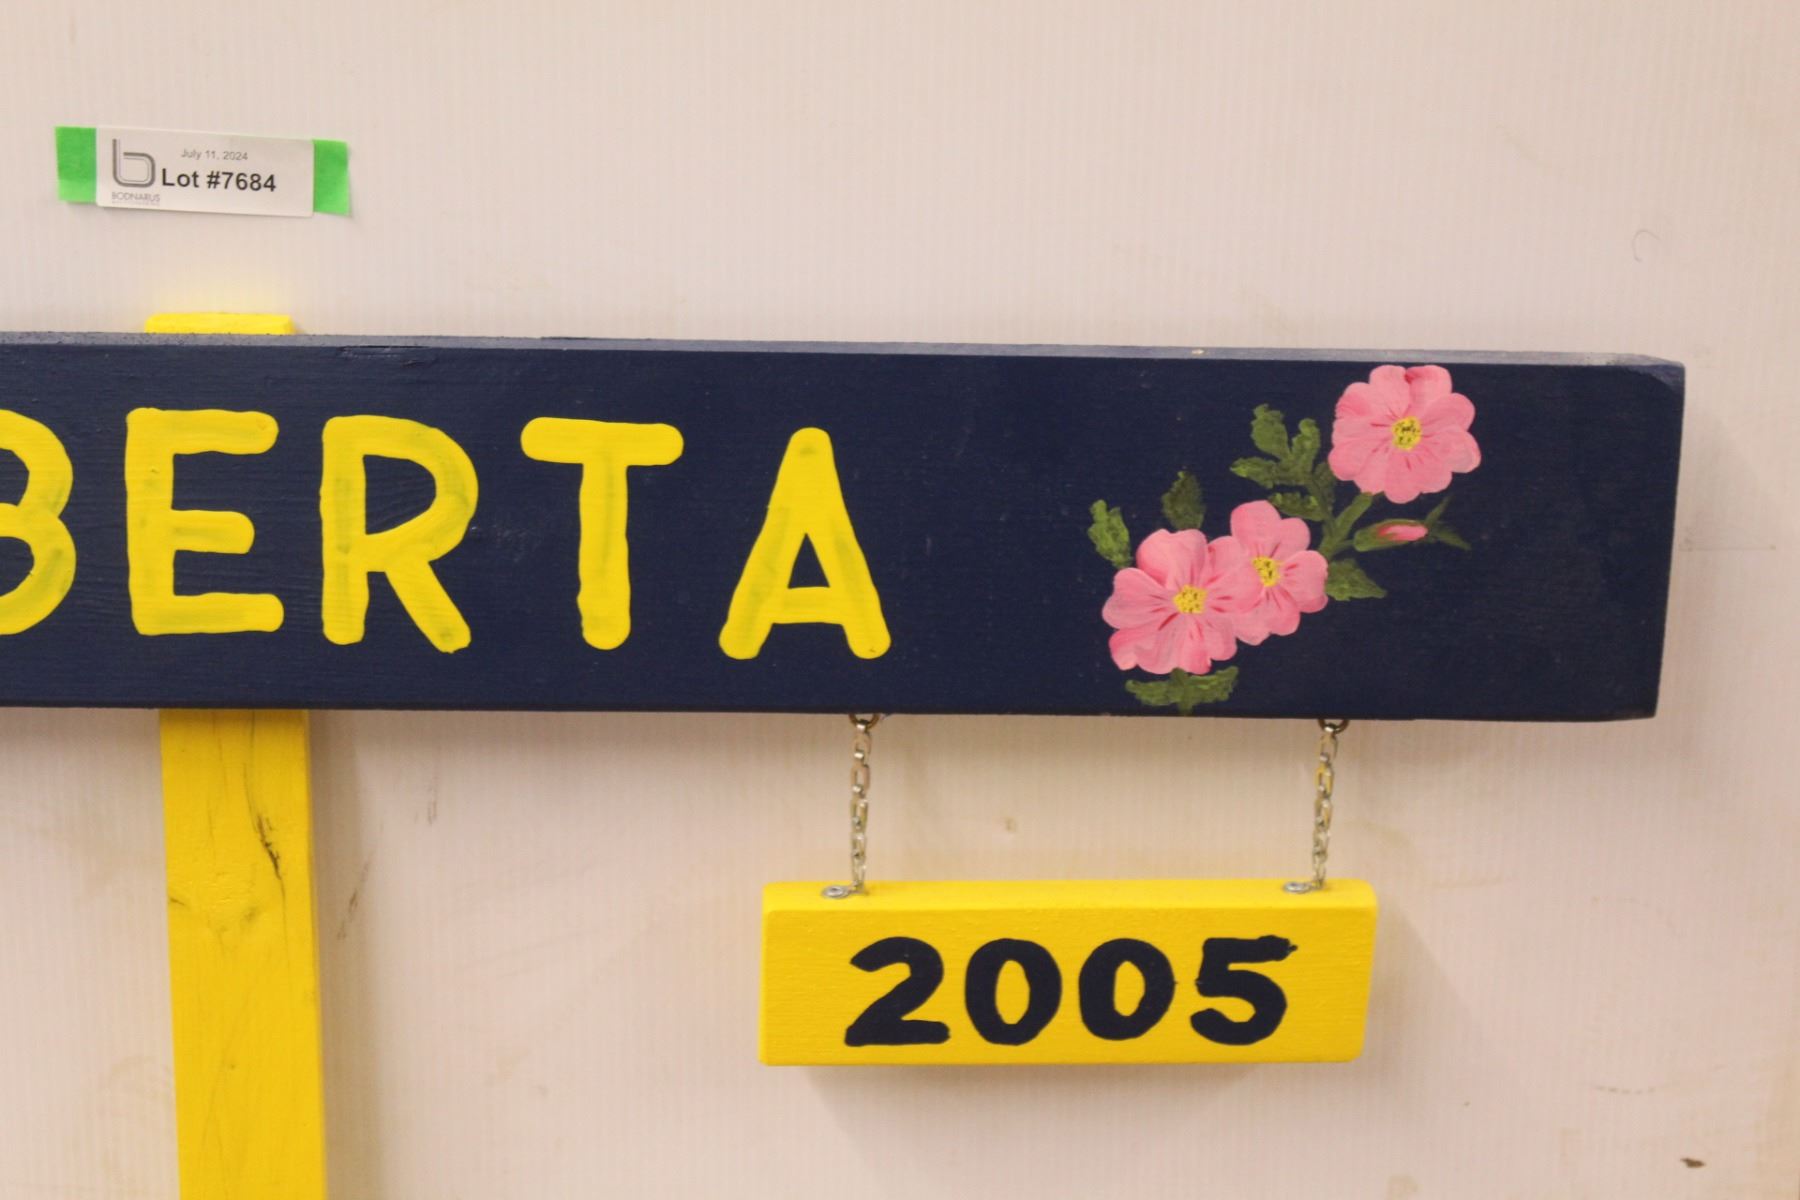 July 11, 2024
Lot #7684
BODNARUS
BERTA
2005